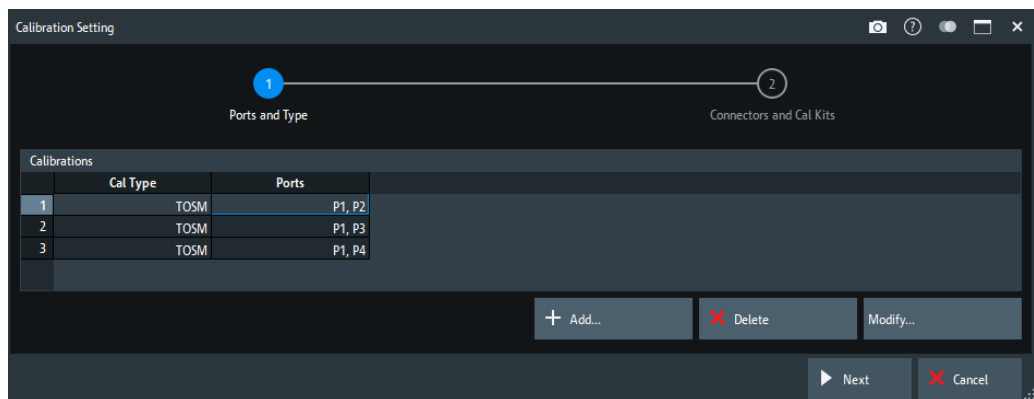 Calibration Setting
1
2
Ports and Type
Connectors and Cal Kits
Calibrations
Cal Type Ports
1 TOSM P1, P2
2 TOSM P1, P3
3 TOSM P1, P4
Add... Delete Modify...
Next Cancel